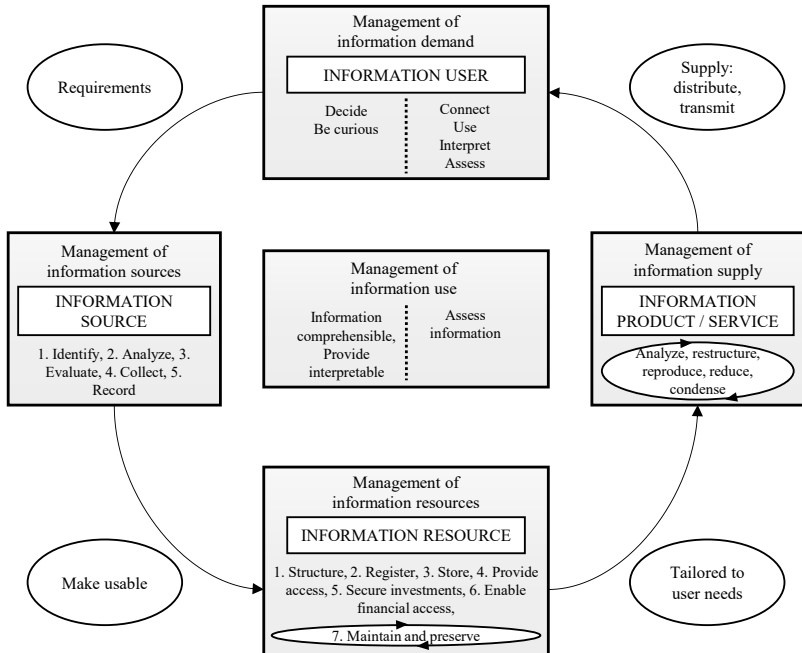 Management of
information demand
INFORMATION USER
Decide
Be curious
Connect
Use
Interpret
Assess
Requirements
Supply:
distribute,
transmit
Management of
information sources
INFORMATION
SOURCE
1. Identify, 2. Analyze, 3.
Evaluate, 4. Collect, 5.
Record
Management of
information use
Information
comprehensible,
Provide
interpretable
Assess
information
Management of
information supply
INFORMATION
PRODUCT / SERVICE
Analyze, restructure,
reproduce, reduce,
condense
Management of
information resources
INFORMATION RESOURCE
1. Structure, 2. Register, 3. Store, 4. Provide
access, 5. Secure investments, 6. Enable
financial access,
7. Maintain and preserve
Make usable
Tailored to
user needs